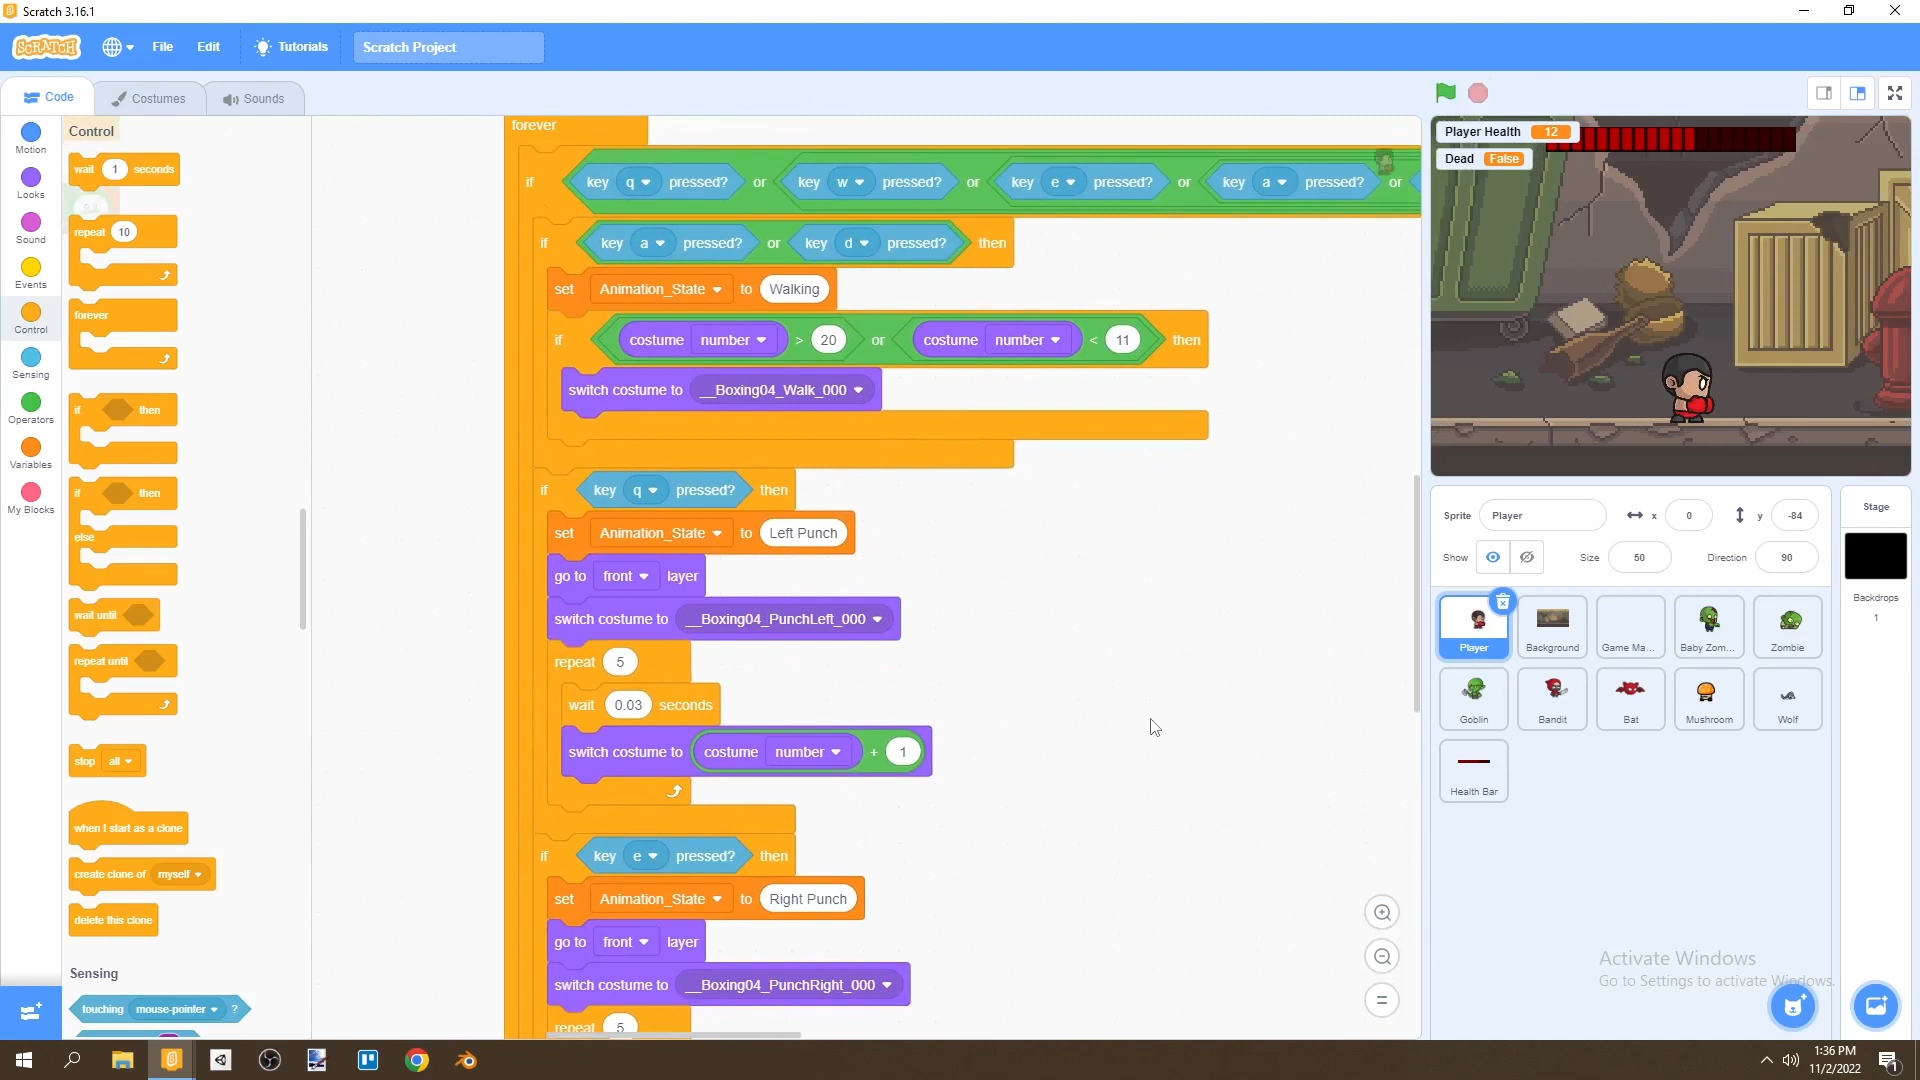 Scratch 3.16.1
SCRATCH File Edit Tutorials Scratch Project
Code Costumes Sounds
Motion
Looks
Sound
Events
Control
Sensing
Operators
Variables
My Blocks
Control
wait 1 seconds
repeat 10
forever
if then
if then
else
wait until
repeat until
stop all
when I start as a clone
create clone of myself
delete this clone
Sensing
touching mouse-pointer ?
forever
if key q pressed? or key w pressed? or key e pressed? or key a pressed? or
if key a pressed? or key d pressed? then
set Animation_State to Walking
if costume number > 20 or costume number < 11 then
switch costume to __Boxing04_Walk_000
if key q pressed? then
set Animation_State to Left Punch
go to front layer
switch costume to __Boxing04_PunchLeft_000
repeat 5
wait 0.03 seconds
switch costume to costume number + 1
if key e pressed? then
set Animation_State to Right Punch
go to front layer
switch costume to __Boxing04_PunchRight_000
repeat 5
Player Health 12
Dead False
Sprite Player x 0 y -84
Show Size 50 Direction 90
Player Background Game Ma... Baby Zom... Zombie
Goblin Bandit Bat Mushroom Wolf
Health Bar
Stage
Backdrops
1
Activate Windows
Go to Settings to activate Windows.
1:36 PM
11/2/2022
1